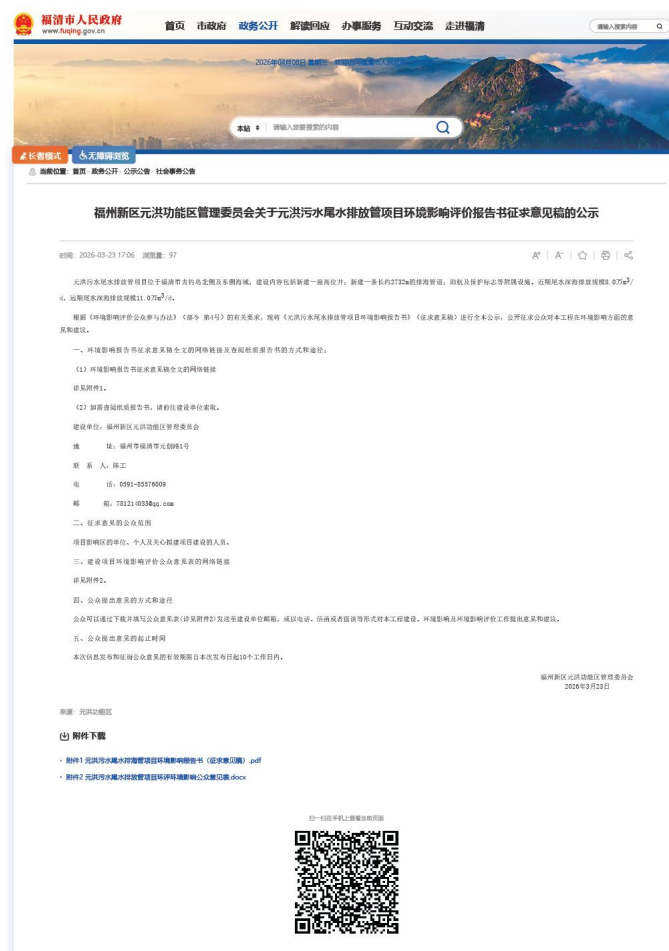 福清市人民政府
www.fuqing.gov.cn
首页 市政府 政务公开 解读回应 办事服务 互动交流 走进福清
请输入搜索内容
2026年04月08日 星期三
本站 请输入您要搜索的内容
长者模式 无障碍浏览
当前位置：首页 政务公开 公示公告 社会事务公告
福州新区元洪功能区管理委员会关于元洪污水尾水排放管项目环境影响评价报告书征求意见稿的公示
时间：2026-03-23 17:06 浏览量：97
A+ A-
元洪污水尾水排放管项目位于福清市吉钓岛北侧及东侧海域。建设内容包括新建一座高位井；新建一条长约2732m的排海管道；助航及保护标志等附属设施。近期尾水深海排放规模8.0万m³/
d，远期尾水深海排放规模11.0万m³/d。
根据《环境影响评价公众参与办法》（部令 第4号）的有关要求，现将《元洪污水尾水排放管项目环境影响报告书》（征求意见稿）进行全本公示，公开征求公众对本工程在环境影响方面的意
见和建议。
一、环境影响报告书征求意见稿全文的网络链接及查阅纸质报告书的方式和途径：
（1）环境影响报告书征求意见稿全文的网络链接
详见附件1。
（2）如需查阅纸质报告书，请前往建设单位索取。
建设单位：福州新区元洪功能区管理委员会
地 址：福州市福清市元创路1号
联 系 人：陈工
电 话：0591-85376009
邮 箱：781214033@qq.com
二、征求意见的公众范围
项目影响区的单位、个人及关心拟建项目建设的人员。
三、建设项目环境影响评价公众意见表的网络链接
详见附件2。
四、公众提出意见的方式和途径
公众可以通过下载并填写公众意见表(详见附件2)发送至建设单位邮箱，或以电话、信函或者面谈等形式对本工程建设、环境影响及环境影响评价工作提出意见和建议。
五、公众提出意见的起止时间
本次信息发布和征询公众意见的有效期限自本次发布日起10个工作日内。
福州新区元洪功能区管理委员会
2026年3月23日
来源：元洪功能区
附件下载
附件1 元洪污水尾水排海管项目环境影响报告书（征求意见稿）.pdf
附件2 元洪污水尾水排放管项目环评环境影响公众意见表.docx
扫一扫在手机上查看当前页面